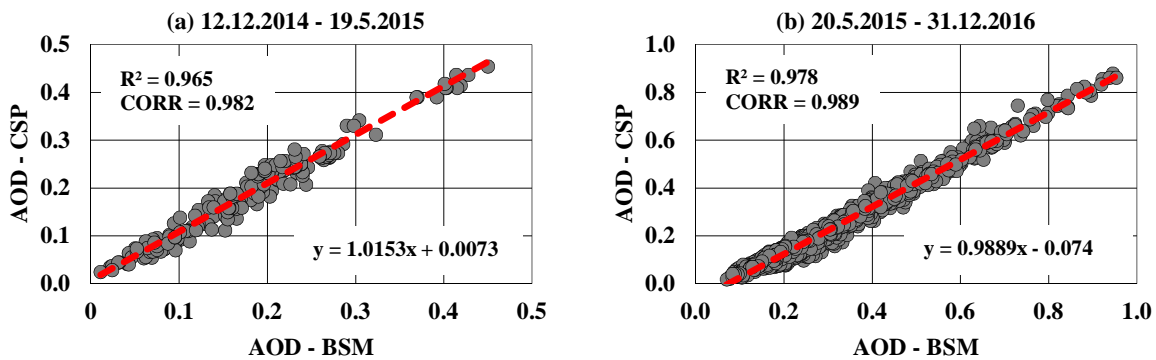 (a) 12.12.2014 - 19.5.2015
0.5
0.4
0.3
0.2
0.1
0.0
AOD - CSP
R² = 0.965
CORR = 0.982
y = 1.0153x + 0.0073
0 0.1 0.2 0.3 0.4 0.5
AOD - BSM
(b) 20.5.2015 - 31.12.2016
1.0
0.8
0.6
0.4
0.2
0.0
AOD - CSP
R² = 0.978
CORR = 0.989
y = 0.9889x - 0.074
0.0 0.2 0.4 0.6 0.8 1.0
AOD - BSM